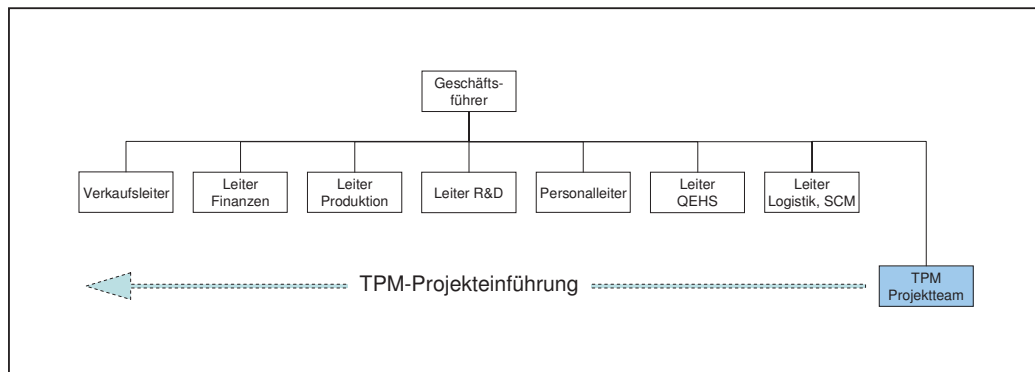 Geschäfts-
führer
Verkaufsleiter
Leiter
Finanzen
Leiter
Produktion
Leiter R&D
Personalleiter
Leiter
QEHS
Leiter
Logistik, SCM
TPM-Projekteinführung
TPM
Projektteam